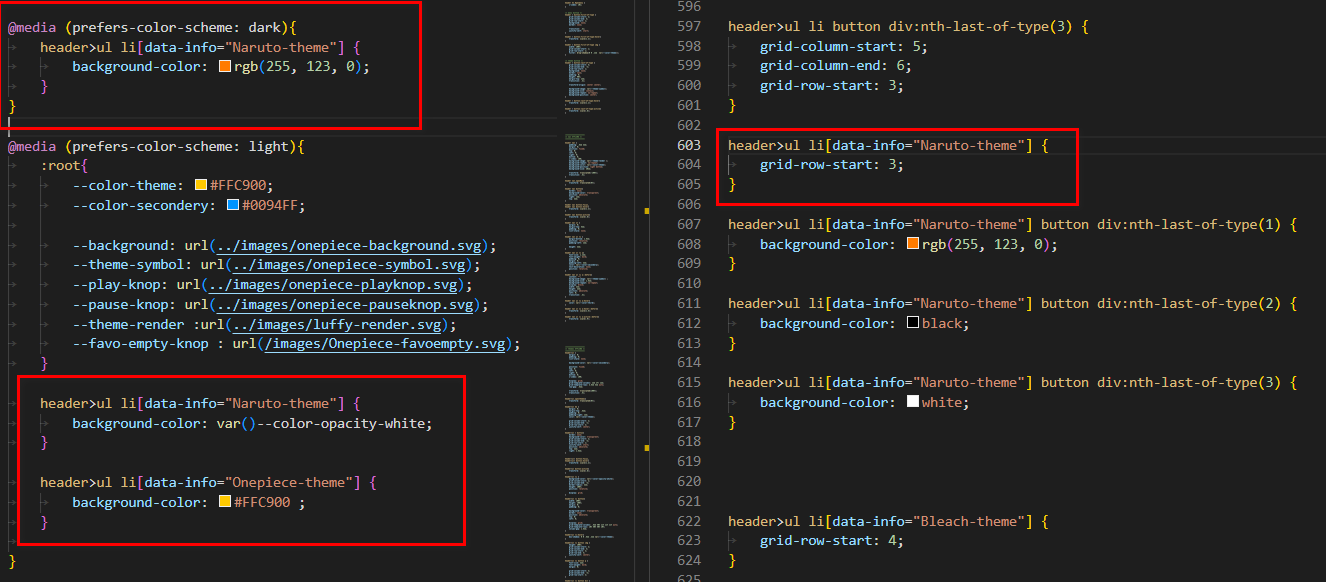 @media (prefers-color-scheme: dark){
header>ul li[data-info="Naruto-theme"] {
background-color: rgb(255, 123, 0);
}
}
@media (prefers-color-scheme: light){
:root{
--color-theme: #FFC900;
--color-secondery: #0094FF;
--background: url(../images/onepiece-background.svg);
--theme-symbol: url(../images/onepiece-symbol.svg);
--play-knop: url(../images/onepiece-playknop.svg);
--pause-knop: url(../images/onepiece-pauseknop.svg);
--theme-render :url(../images/luffy-render.svg);
--favo-empty-knop : url(/images/Onepiece-favoempty.svg);
}
header>ul li[data-info="Naruto-theme"] {
background-color: var()--color-opacity-white;
}
header>ul li[data-info="Onepiece-theme"] {
background-color: #FFC900 ;
}
}
596
597 header>ul li button div:nth-last-of-type(3) {
598 grid-column-start: 5;
599 grid-column-end: 6;
600 grid-row-start: 3;
601 }
602
603 header>ul li[data-info="Naruto-theme"] {
604 grid-row-start: 3;
605 }
606
607 header>ul li[data-info="Naruto-theme"] button div:nth-last-of-type(1) {
608 background-color: rgb(255, 123, 0);
609 }
610
611 header>ul li[data-info="Naruto-theme"] button div:nth-last-of-type(2) {
612 background-color: black;
613 }
614
615 header>ul li[data-info="Naruto-theme"] button div:nth-last-of-type(3) {
616 background-color: white;
617 }
618
619
620
621
622 header>ul li[data-info="Bleach-theme"] {
623 grid-row-start: 4;
624 }
625